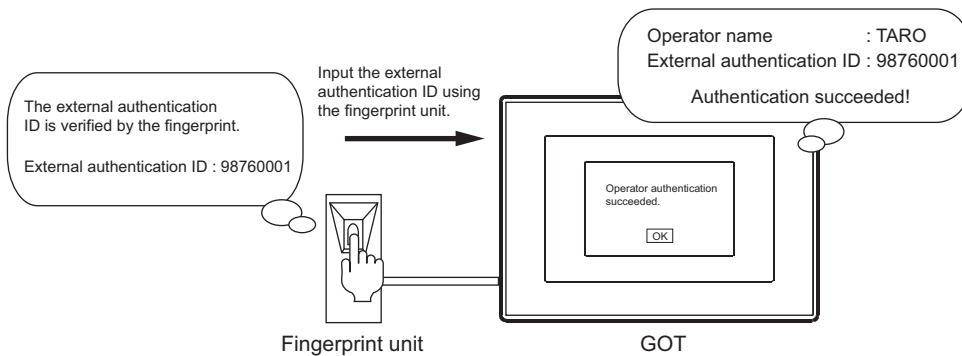 The external authentication
ID is verified by the fingerprint.
External authentication ID : 98760001
Input the external
authentication ID using
the fingerprint unit.
Operator name : TARO
External authentication ID : 98760001
Authentication succeeded!
Operator authentication
succeeded.
OK
Fingerprint unit
GOT